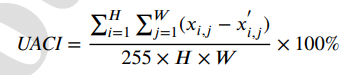 UACI = \frac{\sum_{i=1}^{H} \sum_{j=1}^{W} (x_{i,j} - x'_{i,j})}{255 \times H \times W} \times 100\%